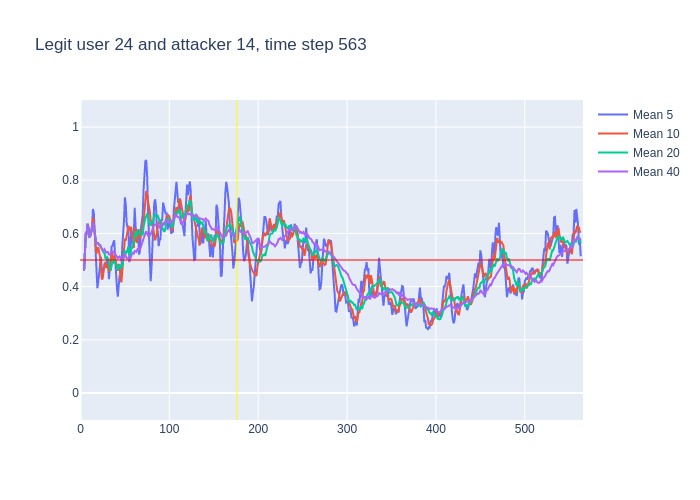 Legit user 24 and attacker 14, time step 563
Mean 5
Mean 10
Mean 20
Mean 40
1
0.8
0.6
0.4
0.2
0
0 100 200 300 400 500